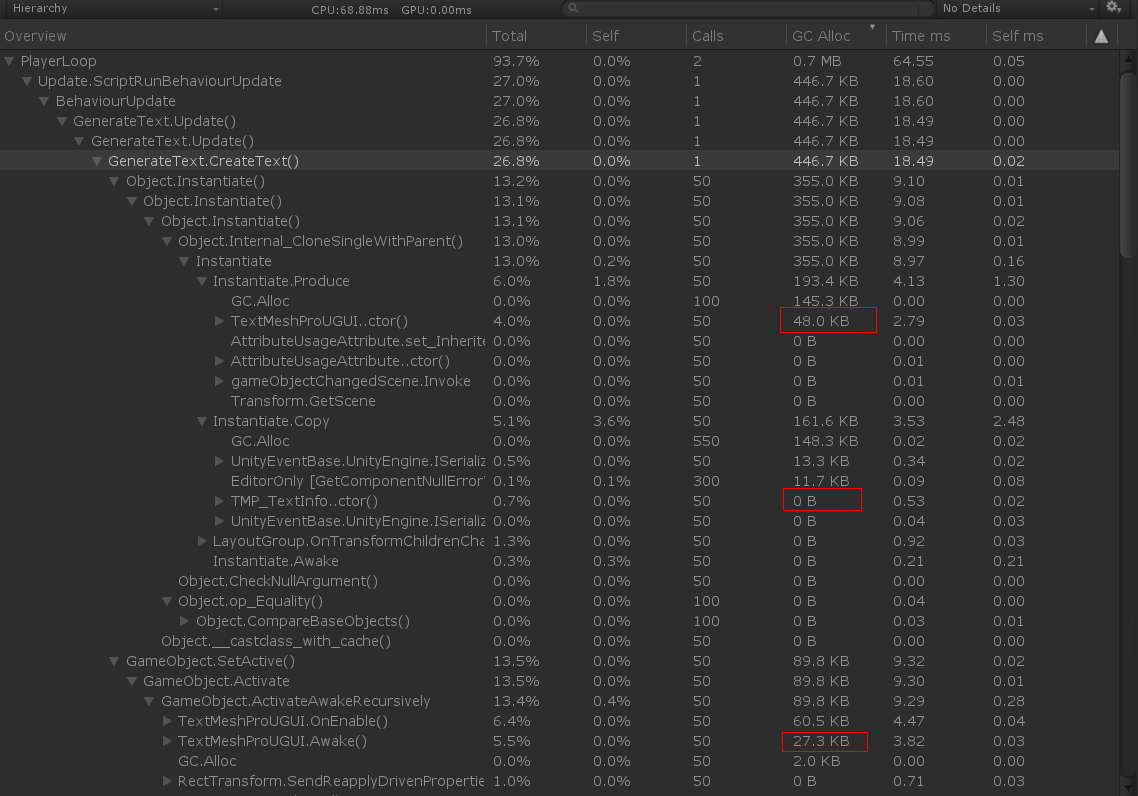 Hierarchy CPU:68.88ms GPU:0.00ms No Details
Overview Total Self Calls GC Alloc Time ms Self ms
PlayerLoop 93.7% 0.0% 2 0.7 MB 64.55 0.05
Update.ScriptRunBehaviourUpdate 27.0% 0.0% 1 446.7 KB 18.60 0.00
BehaviourUpdate 27.0% 0.0% 1 446.7 KB 18.60 0.00
GenerateText.Update() 26.8% 0.0% 1 446.7 KB 18.49 0.00
GenerateText.Update() 26.8% 0.0% 1 446.7 KB 18.49 0.00
GenerateText.CreateText() 26.8% 0.0% 1 446.7 KB 18.49 0.02
Object.Instantiate() 13.2% 0.0% 50 355.0 KB 9.10 0.01
Object.Instantiate() 13.1% 0.0% 50 355.0 KB 9.08 0.01
Object.Instantiate() 13.1% 0.0% 50 355.0 KB 9.06 0.02
Object.Internal_CloneSingleWithParent() 13.0% 0.0% 50 355.0 KB 8.99 0.01
Instantiate 13.0% 0.2% 50 355.0 KB 8.97 0.16
Instantiate.Produce 6.0% 1.8% 50 193.4 KB 4.13 1.30
GC.Alloc 0.0% 0.0% 100 145.3 KB 0.00 0.00
TextMeshProUGUI..ctor() 4.0% 0.0% 50 48.0 KB 2.79 0.03
AttributeUsageAttribute.set_Inherite 0.0% 0.0% 50 0 B 0.00 0.00
AttributeUsageAttribute..ctor() 0.0% 0.0% 50 0 B 0.01 0.00
gameObjectChangedScene.Invoke 0.0% 0.0% 50 0 B 0.01 0.01
Transform.GetScene 0.0% 0.0% 50 0 B 0.00 0.00
Instantiate.Copy 5.1% 3.6% 50 161.6 KB 3.53 2.48
GC.Alloc 0.0% 0.0% 550 148.3 KB 0.02 0.02
UnityEventBase.UnityEngine.ISerializ 0.5% 0.0% 50 13.3 KB 0.34 0.02
EditorOnly [GetComponentNullError 0.1% 0.1% 300 11.7 KB 0.09 0.08
TMP_TextInfo..ctor() 0.7% 0.0% 50 0 B 0.53 0.02
UnityEventBase.UnityEngine.ISerializ 0.0% 0.0% 50 0 B 0.04 0.03
LayoutGroup.OnTransformChildrenCha 1.3% 0.0% 50 0 B 0.92 0.03
Instantiate.Awake 0.3% 0.3% 50 0 B 0.21 0.21
Object.CheckNullArgument() 0.0% 0.0% 50 0 B 0.00 0.00
Object.op_Equality() 0.0% 0.0% 100 0 B 0.04 0.00
Object.CompareBaseObjects() 0.0% 0.0% 100 0 B 0.03 0.01
Object.__castclass_with_cache() 0.0% 0.0% 50 0 B 0.00 0.00
GameObject.SetActive() 13.5% 0.0% 50 89.8 KB 9.32 0.02
GameObject.Activate 13.5% 0.0% 50 89.8 KB 9.30 0.01
GameObject.ActivateAwakeRecursively 13.4% 0.4% 50 89.8 KB 9.29 0.28
TextMeshProUGUI.OnEnable() 6.4% 0.0% 50 60.5 KB 4.47 0.04
TextMeshProUGUI.Awake() 5.5% 0.0% 50 27.3 KB 3.82 0.03
GC.Alloc 0.0% 0.0% 50 2.0 KB 0.00 0.00
RectTransform.SendReapplyDrivenPropertie 1.0% 0.0% 50 0 B 0.71 0.03